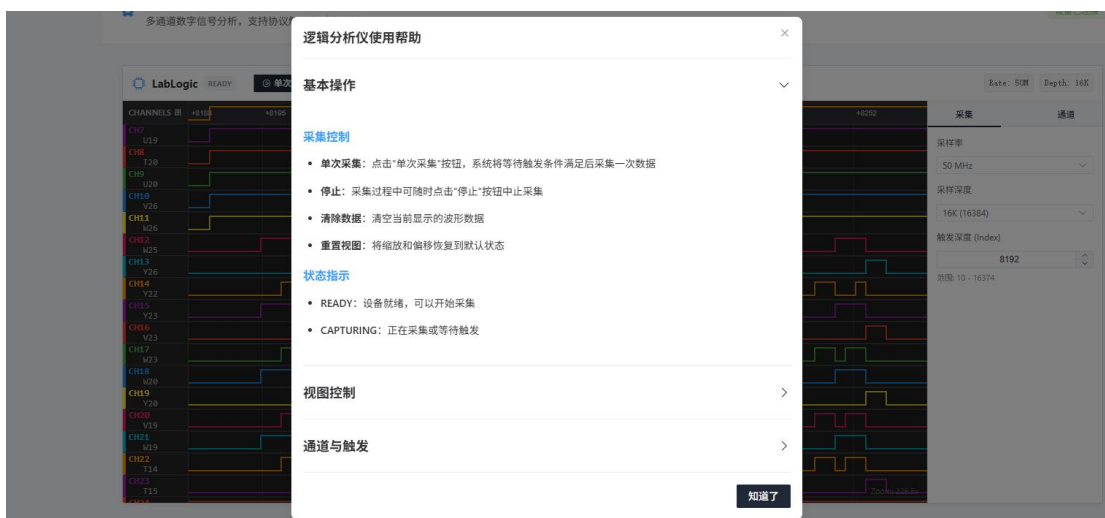 多通道数字信号分析，支持协议
逻辑分析仪使用帮助
LabLogic READY 单次
基本操作
Rate: 50M Depth: 16K
CHANNELS +8188 +8195 +8252
采集 通道
CH7
U19
CH8
T20
CH9
U20
CH10
V26
CH11
W26
CH12
W25
CH13
Y26
CH14
Y22
CH15
Y23
CH16
V23
CH17
W23
CH18
W20
CH19
Y20
CH20
V19
CH21
W19
CH22
T14
CH23
T15
CH24
采集控制
• 单次采集：点击"单次采集"按钮，系统将等待触发条件满足后采集一次数据
• 停止：采集过程中可随时点击"停止"按钮中止采集
• 清除数据：清空当前显示的波形数据
• 重置视图：将缩放和偏移恢复到默认状态
状态指示
• READY：设备就绪，可以开始采集
• CAPTURING：正在采集或等待触发
视图控制
通道与触发
知道了
采样率
50 MHz
采样深度
16K (16384)
触发深度 (Index)
8192
范围: 10 - 16374